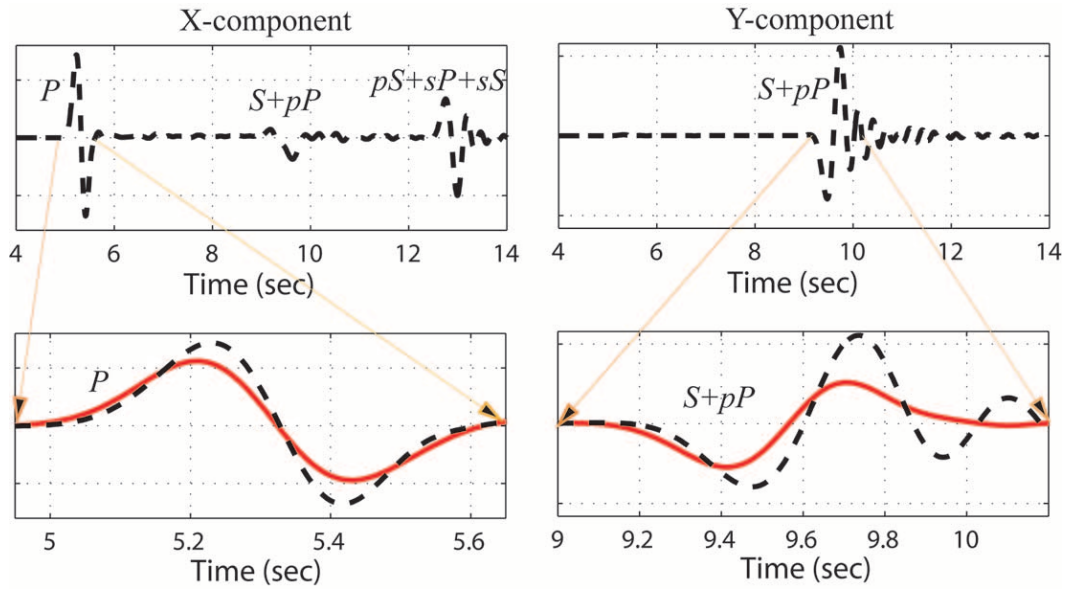 X-component
Y-component
P
S+pP
pS+sP+sS
4 6 8 10 12 14
Time (sec)
S+pP
4 6 8 10 12 14
Time (sec)
P
5 5.2 5.4 5.6
Time (sec)
S+pP
9 9.2 9.4 9.6 9.8 10
Time (sec)